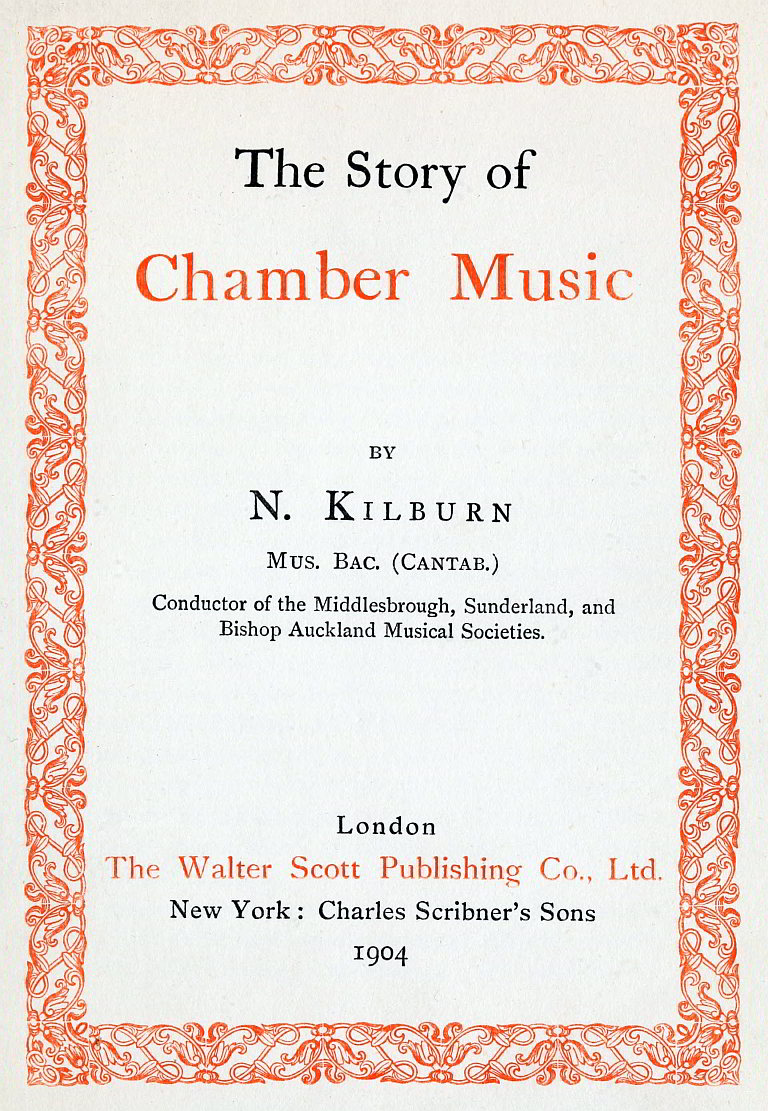 The Story of
Chamber Music
BY
N. KILBURN
MUS. BAC. (CANTAB.)
Conductor of the Middlesbrough, Sunderland, and
Bishop Auckland Musical Societies.
London
The Walter Scott Publishing Co., Ltd.
New York: Charles Scribner's Sons
1904